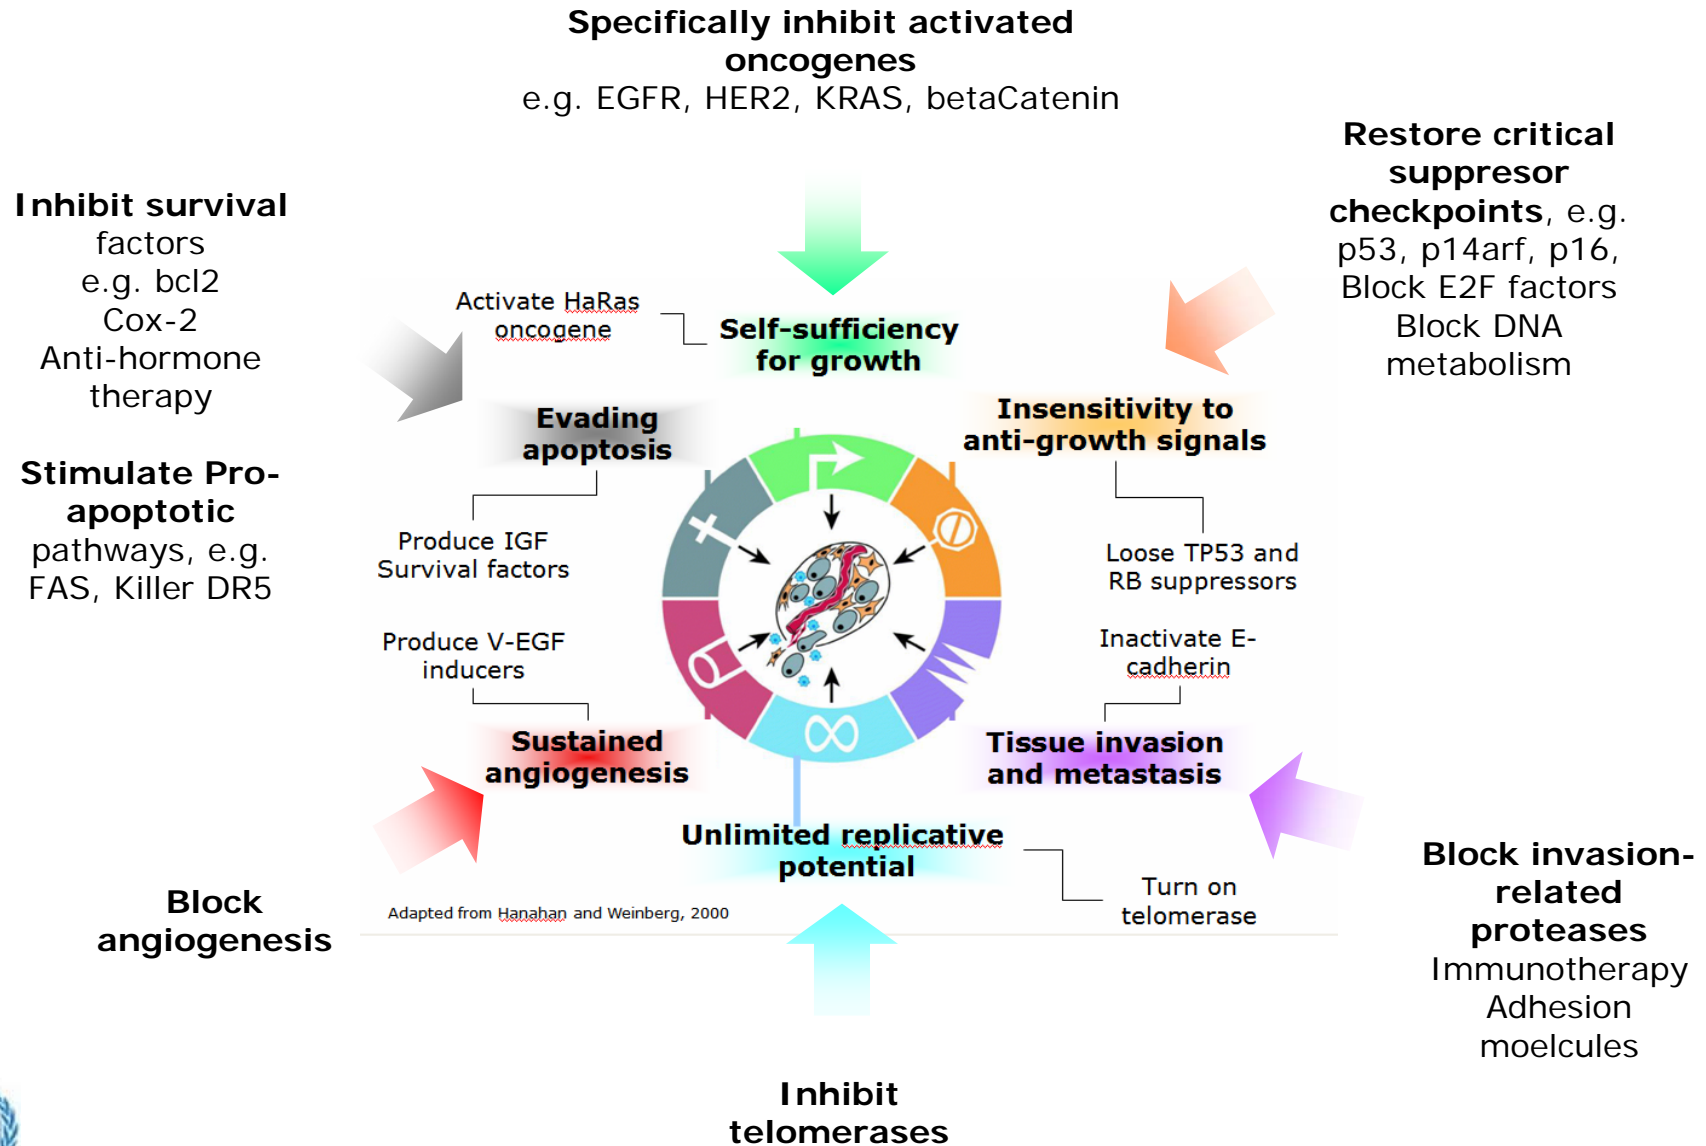 Specifically inhibit activated
oncogenes
e.g. EGFR, HER2, KRAS, betaCatenin
Restore critical
suppresor
checkpoints, e.g.
p53, p14arf, p16,
Block E2F factors
Block DNA
metabolism
Inhibit survival
factors
e.g. bcl2
Cox-2
Anti-hormone
therapy
Stimulate Pro-
apoptotic
pathways, e.g.
FAS, Killer DR5
Activate HaRas
oncogene
Self-sufficiency
for growth
Evading
apoptosis
Insensitivity to
anti-growth signals
Produce IGF
Survival factors
Loose TP53 and
RB suppressors
Produce V-EGF
inducers
Inactivate E-
cadherin
Sustained
angiogenesis
Tissue invasion
and metastasis
Unlimited replicative
potential
Turn on
telomerase
Adapted from Hanahan and Weinberg, 2000
Block
angiogenesis
Block invasion-
related
proteases
Immunotherapy
Adhesion
moelcules
Inhibit
telomerases